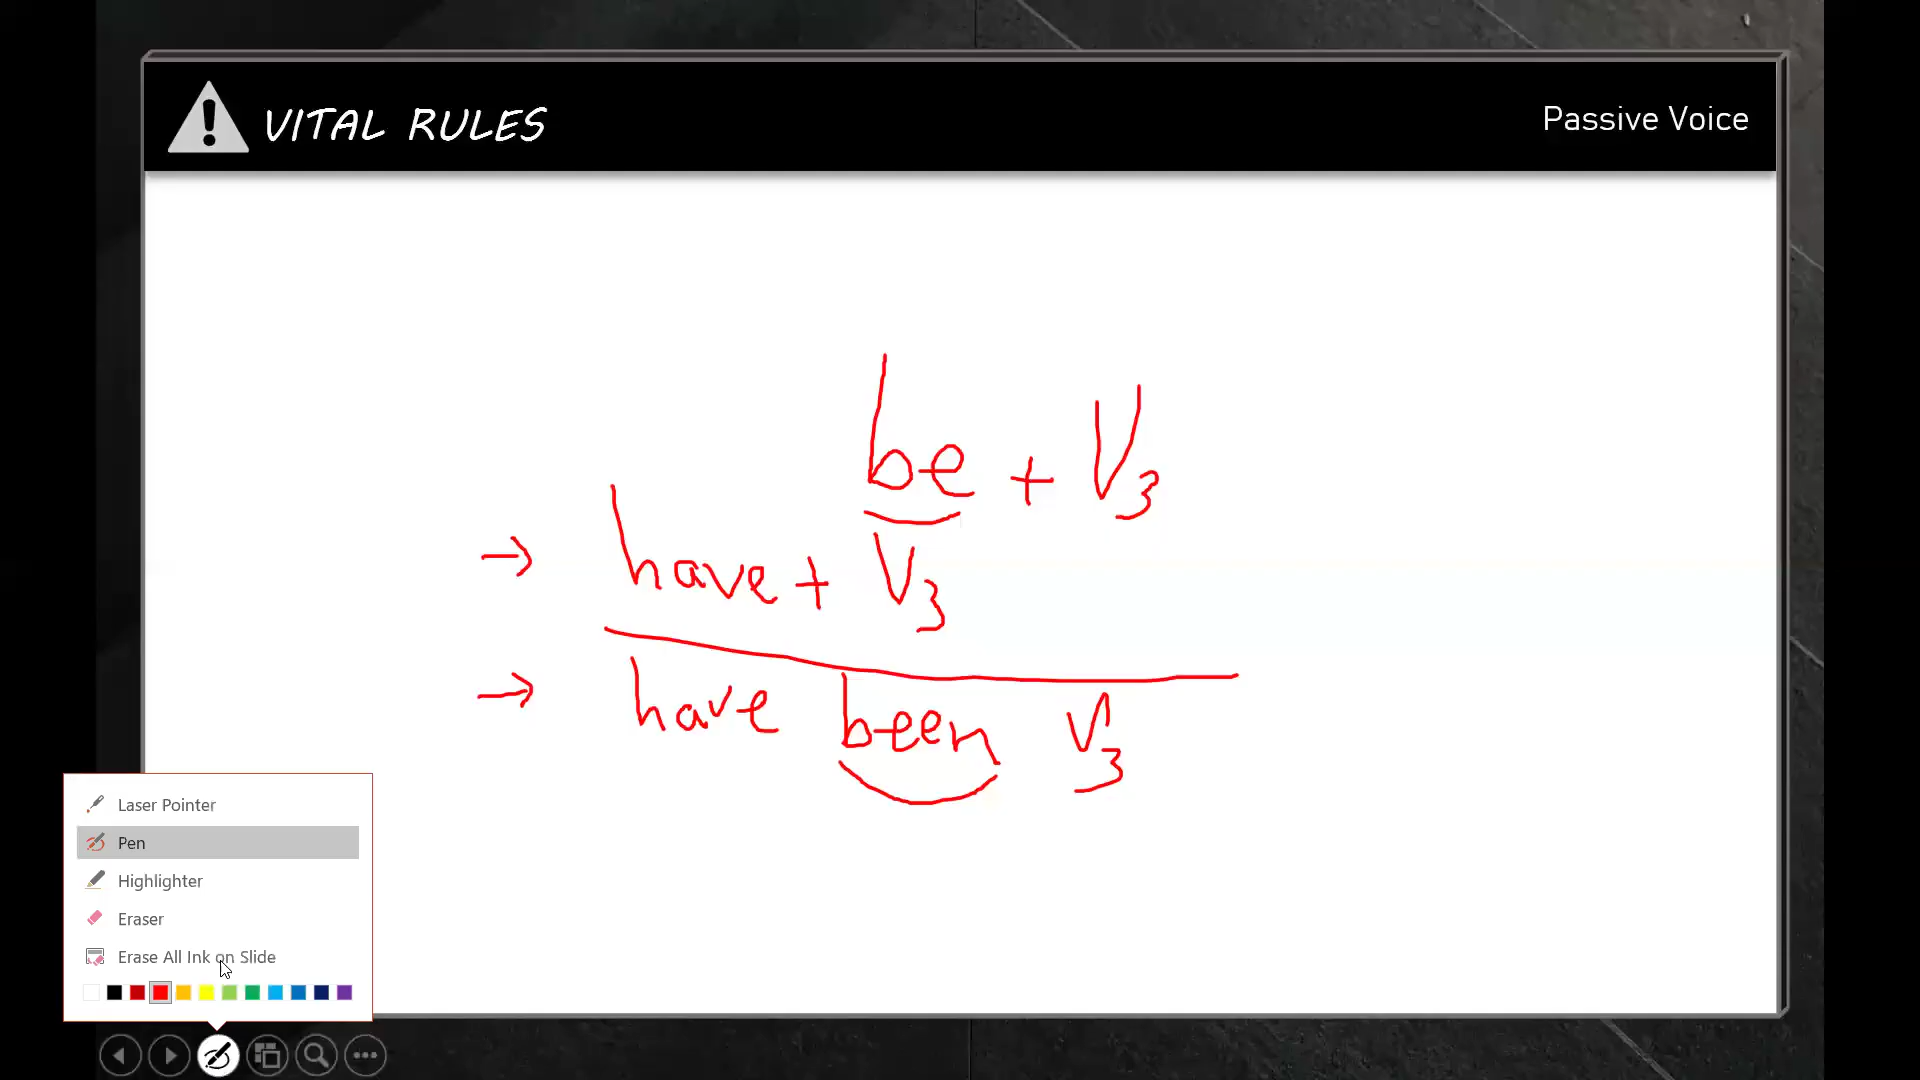 VITAL RULES
Passive Voice
be + V3
→ have + V3
→ have been V3
Laser Pointer
Pen
Highlighter
Eraser
Erase All Ink on Slide